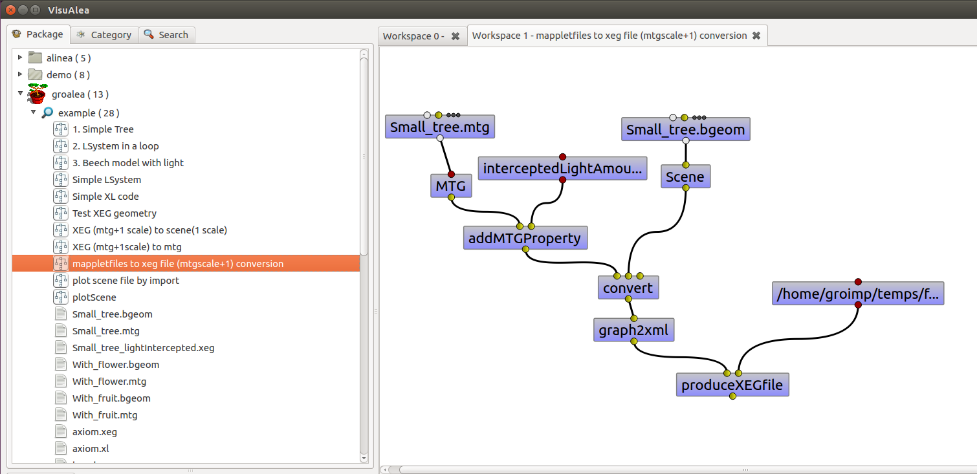 VisuAlea
Package
Category
Search
Workspace 0 -
Workspace 1 - mappletfiles to xeg file (mtgscale+1) conversion
alinea ( 5 )
demo ( 8 )
groalea ( 13 )
example ( 28 )
1. Simple Tree
2. LSystem in a loop
3. Beech model with light
Simple LSystem
Simple XL code
Test XEG geometry
XEG (mtg+1 scale) to scene(1 scale)
XEG (mtg+1scale) to mtg
mappletfiles to xeg file (mtgscale+1) conversion
plot scene file by import
plotScene
Small_tree.bgeom
Small_tree.mtg
Small_tree_lightIntercepted.xeg
With_flower.bgeom
With_flower.mtg
With_fruit.bgeom
With_fruit.mtg
axiom.xeg
axiom.xl
Small_tree.mtg
Small_tree.bgeom
interceptedLightAmou...
MTG
Scene
addMTGProperty
convert
/home/groimp/temps/f...
graph2xml
produceXEGfile